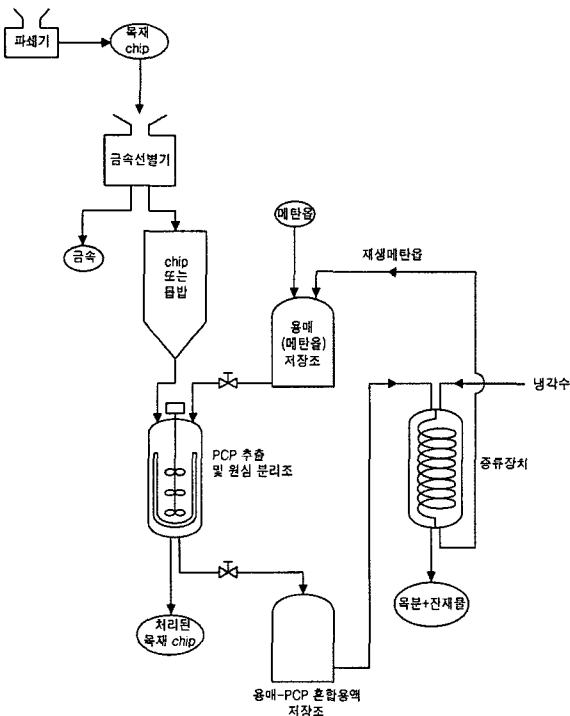 파쇄기
목재
chip
금속선별기
금속
chip
또는
톱밥
메탄올
재생메탄올
용매
(메탄올)
저장조
냉각수
PCP 추출
및 원심 분리조
증류장치
처리된
목재 chip
목분+잔재물
용매-PCP 혼합용액
저장조